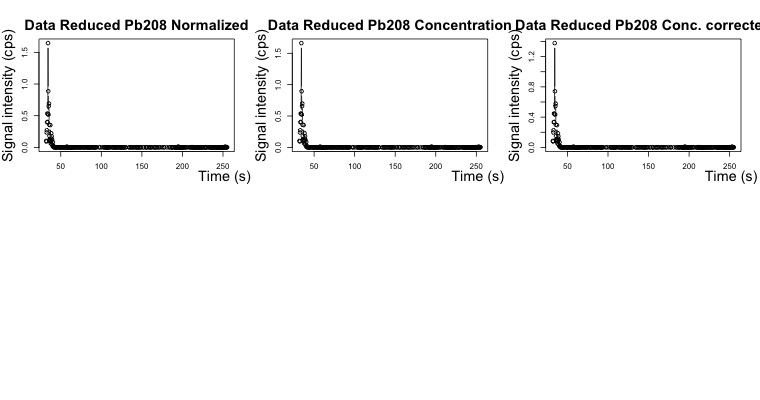 Data Reduced Pb208 Normalized
Signal intensity (cps)
0.0 0.5 1.0 1.5
50 100 150 200 250
Time (s)
Data Reduced Pb208 Concentration
Signal intensity (cps)
0.0 0.5 1.0 1.5
50 100 150 200 250
Time (s)
Data Reduced Pb208 Conc. correcte
Signal intensity (cps)
0.0 0.4 0.8 1.2
50 100 150 200 250
Time (s)